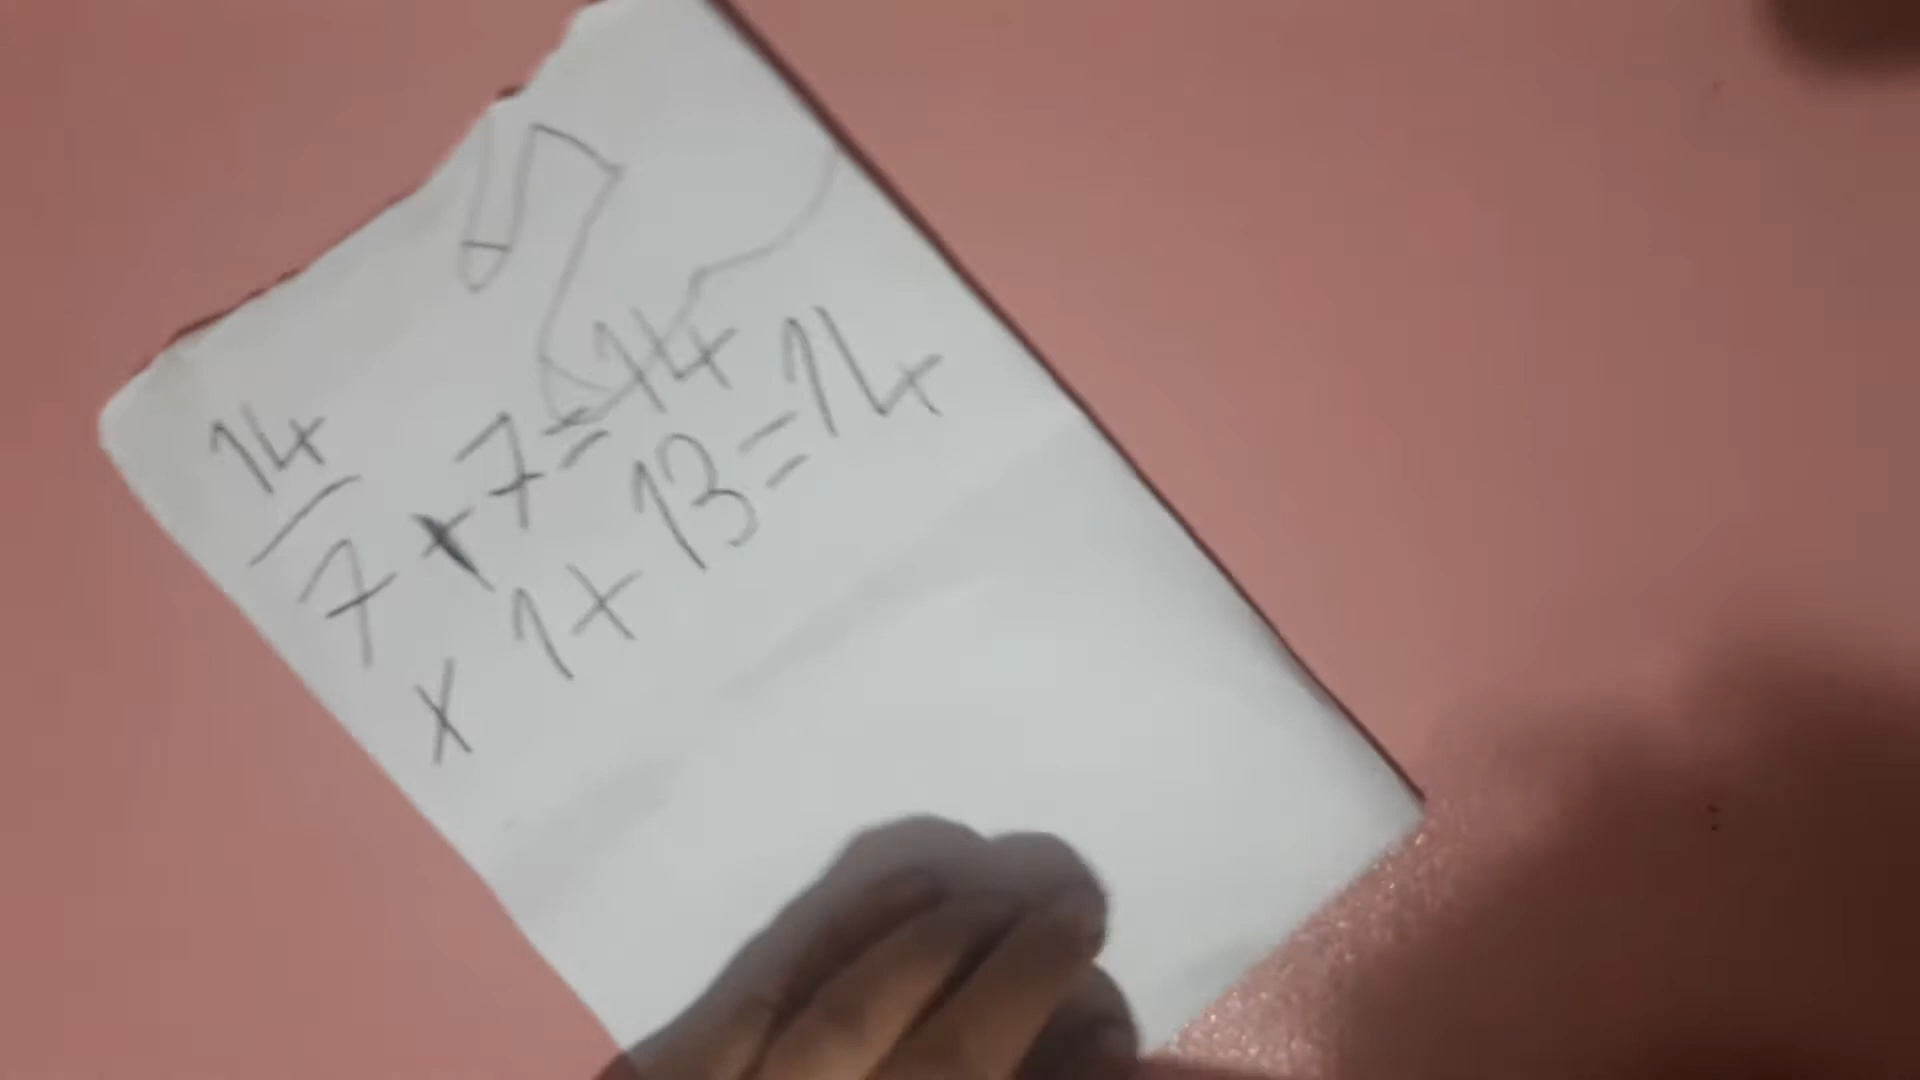 14
7 + 7 = 14
x 1 + 13 = 14